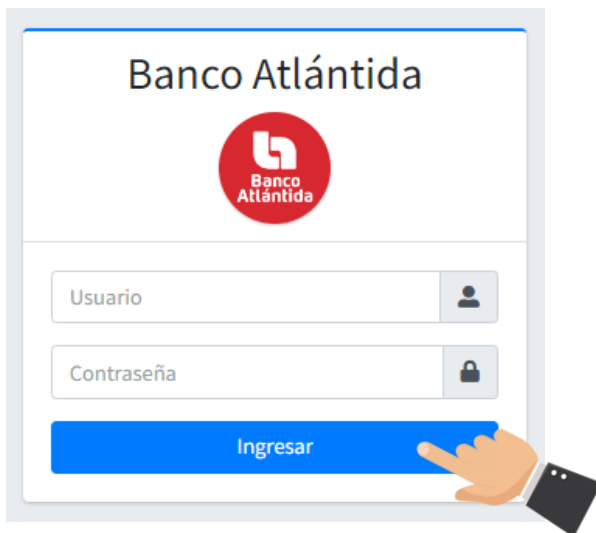 Banco Atlántida
Banco
Atlántida
Usuario
Contraseña
Ingresar